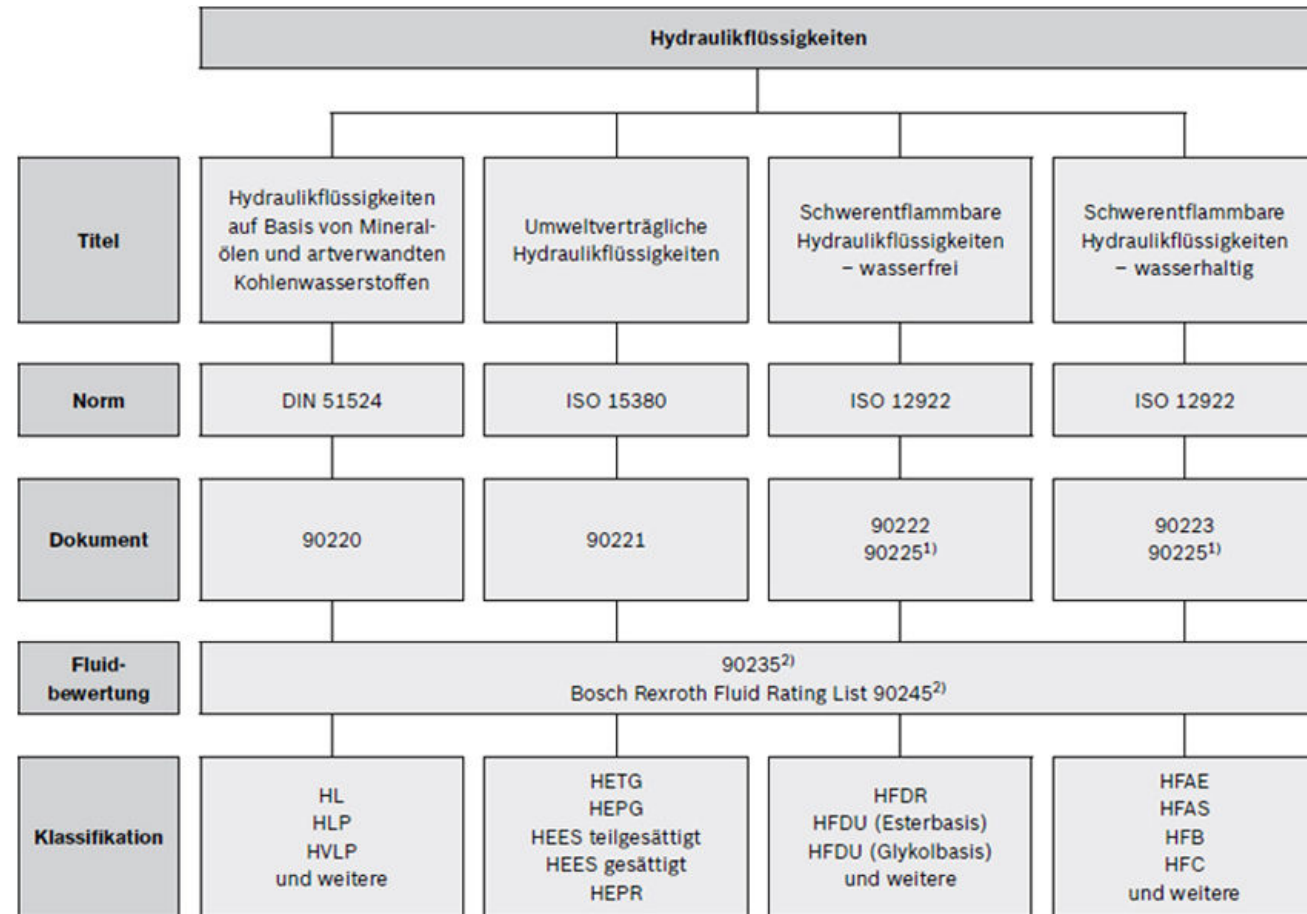 Hydraulikflüssigkeiten
Titel
Hydraulikflüssigkeiten
auf Basis von Mineral-
ölen und artverwandten
Kohlenwasserstoffen
Umweltverträgliche
Hydraulikflüssigkeiten
Schwerentflammbare
Hydraulikflüssigkeiten
– wasserfrei
Schwerentflammbare
Hydraulikflüssigkeiten
– wasserhaltig
Norm
DIN 51524
ISO 15380
ISO 12922
ISO 12922
Dokument
90220
90221
90222
90225¹⁾
90223
90225¹⁾
Fluid-
bewertung
90235²⁾
Bosch Rexroth Fluid Rating List 90245²⁾
Klassifikation
HL
HLP
HVLP
und weitere
HETG
HEPG
HEES teilgesättigt
HEES gesättigt
HEPR
HFDR
HFDU (Esterbasis)
HFDU (Glykolbasis)
und weitere
HFAE
HFAS
HFB
HFC
und weitere